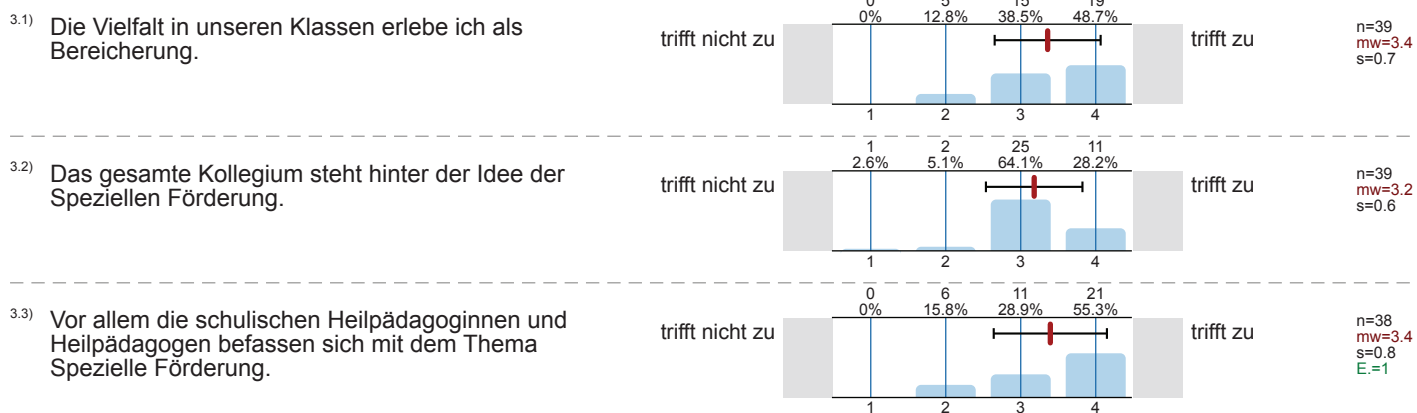 0 5 15 19
3.1) Die Vielfalt in unseren Klassen erlebe ich als
Bereicherung.
0% 12.8% 38.5% 48.7%
trifft nicht zu
trifft zu
n=39
mw=3.4
s=0.7
1 2 3 4
3.2) Das gesamte Kollegium steht hinter der Idee der
Speziellen Förderung.
1 2 25 11
2.6% 5.1% 64.1% 28.2%
trifft nicht zu
trifft zu
n=39
mw=3.2
s=0.6
1 2 3 4
3.3) Vor allem die schulischen Heilpädagoginnen und
Heilpädagogen befassen sich mit dem Thema
Spezielle Förderung.
0 6 11 21
0% 15.8% 28.9% 55.3%
trifft nicht zu
trifft zu
n=38
mw=3.4
s=0.8
E.=1
1 2 3 4